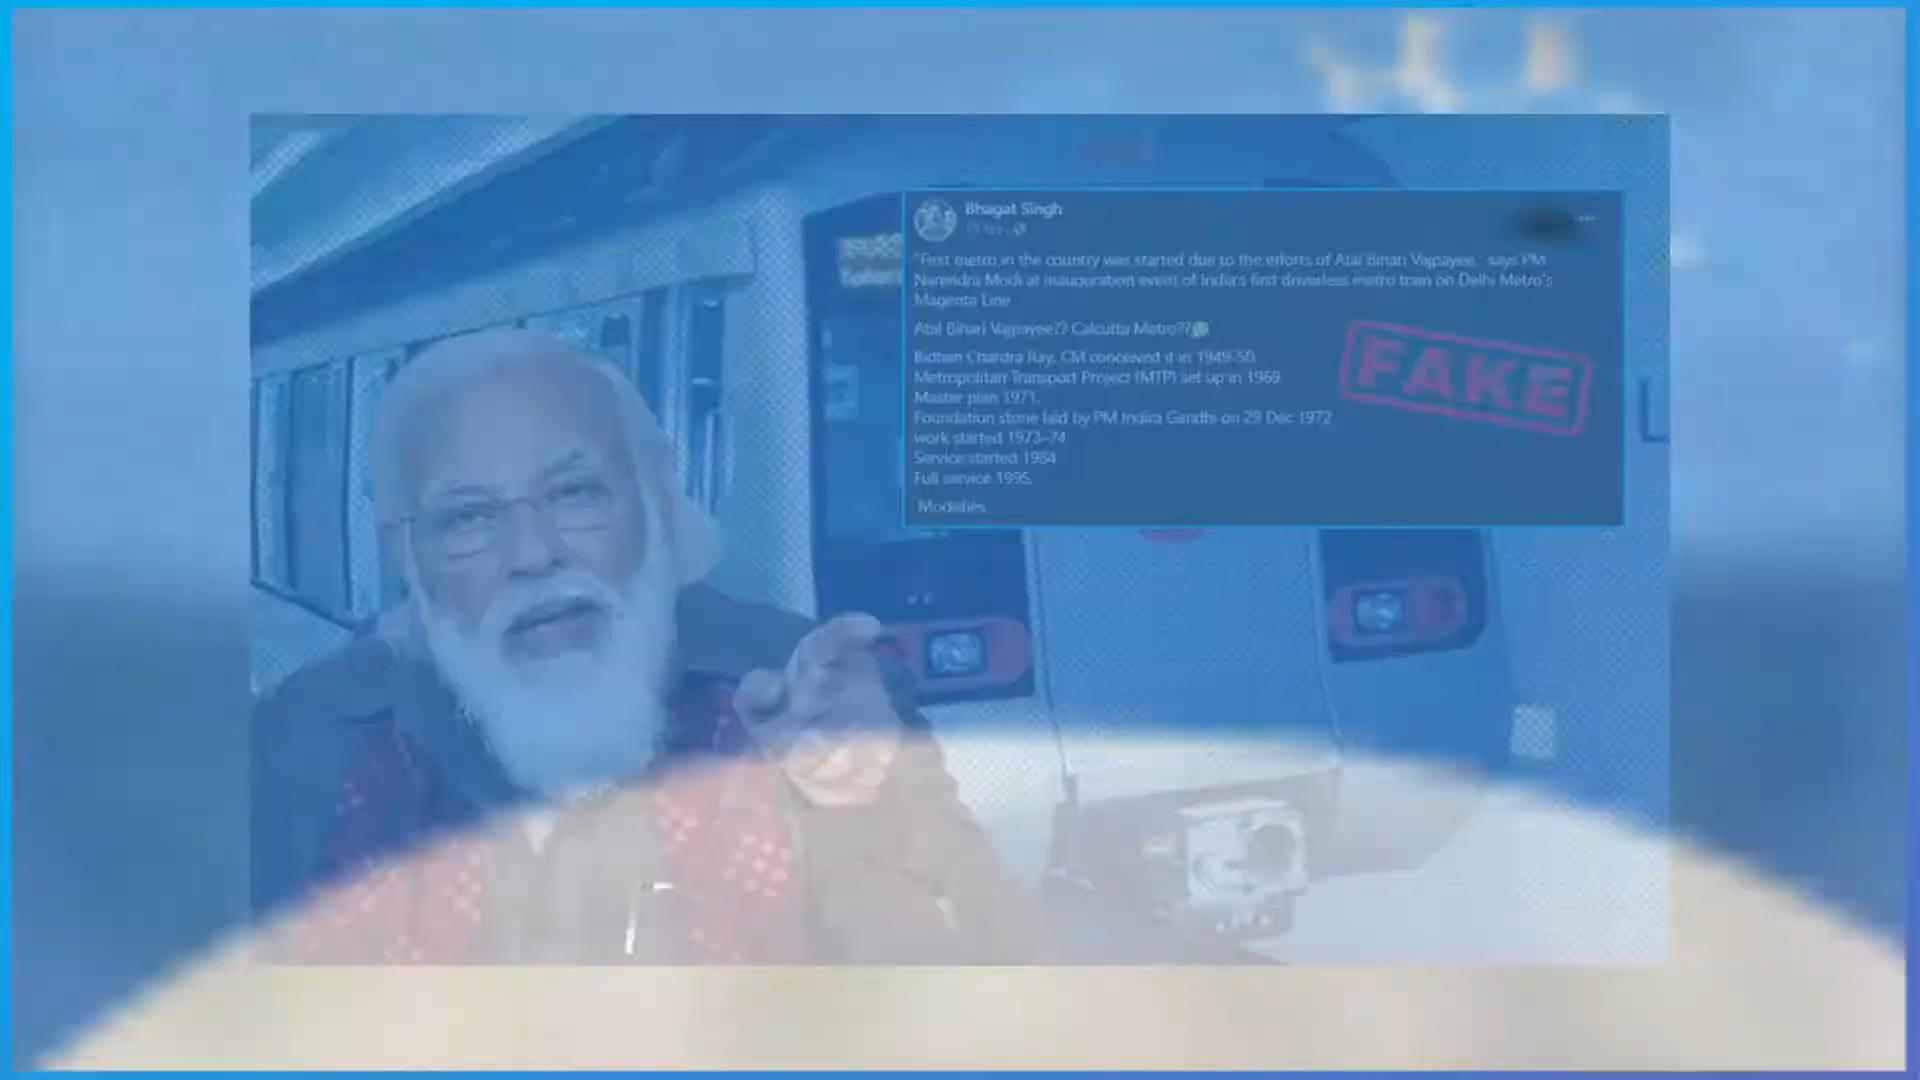 Bhagat Singh
"First metro in the country was started due to the efforts of Atal Bihari Vajpayee, says PM
Narendra Modi at inauguration event of India's first driverless metro train on Delhi Metro's
Magenta Line
Atal Bihari Vajpayee?? Calcutta Metro??
Bidhan Chandra Ray, CM conceived it in 1949-50.
Metropolitan Transport Project (MTP) set up in 1969.
Master plan 1971.
Foundation stone laid by PM Indira Gandhi on 29 Dec 1972
work started 1973-74
Service started 1984
Full service 1995.
Modilies
FAKE